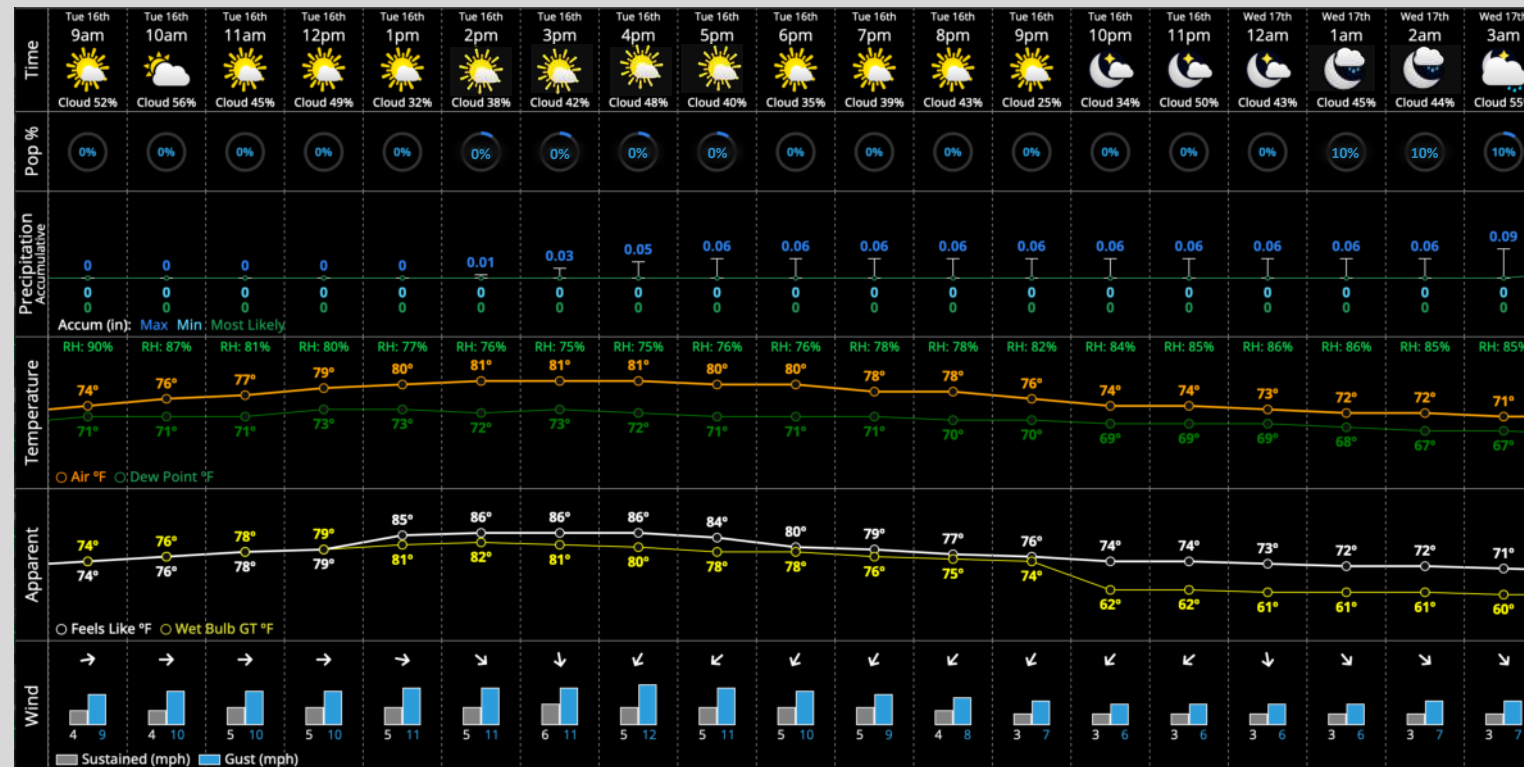 Tue 16th Tue 16th Tue 16th Tue 16th Tue 16th Tue 16th Tue 16th Tue 16th Tue 16th Tue 16th Tue 16th Tue 16th Tue 16th Tue 16th Tue 16th Wed 17th Wed 17th Wed 17th Wed 17th
Time
9am 10am 11am 12pm 1pm 2pm 3pm 4pm 5pm 6pm 7pm 8pm 9pm 10pm 11pm 12am 1am 2am 3am
Cloud 52% Cloud 56% Cloud 45% Cloud 49% Cloud 32% Cloud 38% Cloud 42% Cloud 48% Cloud 40% Cloud 35% Cloud 39% Cloud 43% Cloud 25% Cloud 34% Cloud 50% Cloud 43% Cloud 45% Cloud 44% Cloud 55%
Pop %
0% 0% 0% 0% 0% 0% 0% 0% 0% 0% 0% 0% 0% 0% 0% 0% 10% 10% 10%
Precipitation
Accumulative
0 0 0 0 0 0.01 0.03 0.05 0.06 0.06 0.06 0.06 0.06 0.06 0.06 0.06 0.06 0.06 0.09
0 0 0 0 0 0 0 0 0 0 0 0 0 0 0 0 0 0 0
0 0 0 0 0 0 0 0 0 0 0 0 0 0 0 0 0 0 0
Accum (in): Max Min Most Likely
Temperature
RH: 90% RH: 87% RH: 81% RH: 80% RH: 77% RH: 76% RH: 75% RH: 75% RH: 76% RH: 76% RH: 78% RH: 78% RH: 82% RH: 84% RH: 85% RH: 86% RH: 86% RH: 85% RH: 85%
74° 76° 77° 79° 80° 81° 81° 81° 80° 80° 78° 78° 76° 74° 74° 73° 72° 72° 71°
71° 71° 71° 73° 73° 72° 73° 72° 71° 71° 71° 70° 70° 69° 69° 69° 68° 67° 67°
Air °F Dew Point °F
Apparent
74° 76° 78° 79° 85° 86° 86° 86° 84° 80° 79° 77° 76° 74° 74° 73° 72° 72° 71°
74° 76° 78° 79° 81° 82° 81° 80° 78° 78° 76° 75° 74° 62° 62° 61° 61° 61° 60°
Feels Like °F Wet Bulb GT °F
Wind
4 9 4 10 5 10 5 10 5 11 5 11 6 11 5 12 5 11 5 10 5 9 4 8 3 7 3 6 3 6 3 6 3 6 3 7 3 7
Sustained (mph) Gust (mph)